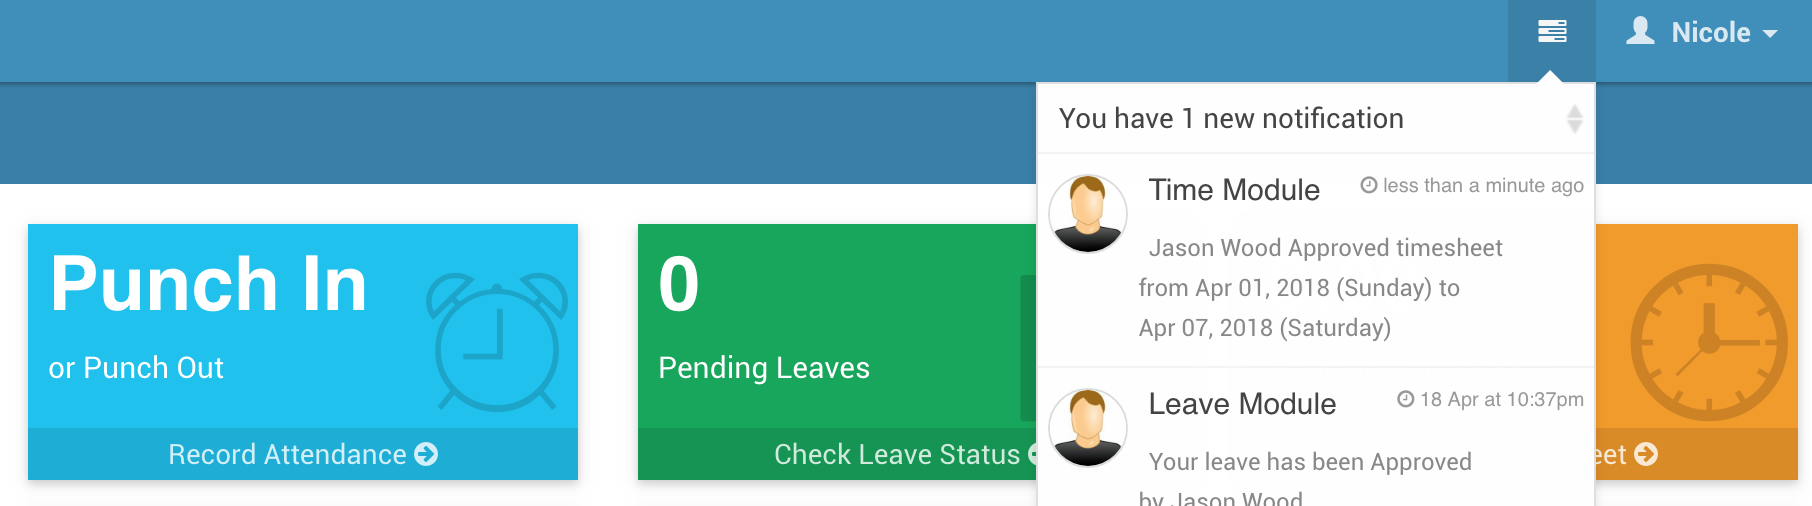 Nicole
You have 1 new notification
Time Module
less than a minute ago
Jason Wood Approved timesheet
from Apr 01, 2018 (Sunday) to
Apr 07, 2018 (Saturday)
Leave Module
18 Apr at 10:37pm
Your leave has been Approved
by Jason Wood
Punch In
or Punch Out
Record Attendance
0
Pending Leaves
Check Leave Status
eet